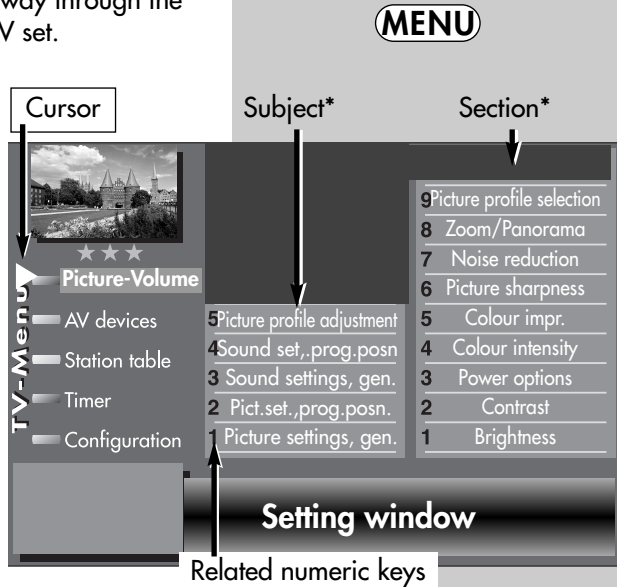 way through the
V set.
MENU
Cursor
Subject*
Section*
TV-Menu
Picture-Volume
AV devices
Station table
Timer
Configuration
5Picture profile adjustment
4Sound set,.prog.posn
3 Sound settings, gen.
2 Pict.set.,prog.posn.
1 Picture settings, gen.
9Picture profile selection
8 Zoom/Panorama
7 Noise reduction
6 Picture sharpness
5 Colour impr.
4 Colour intensity
3 Power options
2 Contrast
1 Brightness
Setting window
Related numeric keys